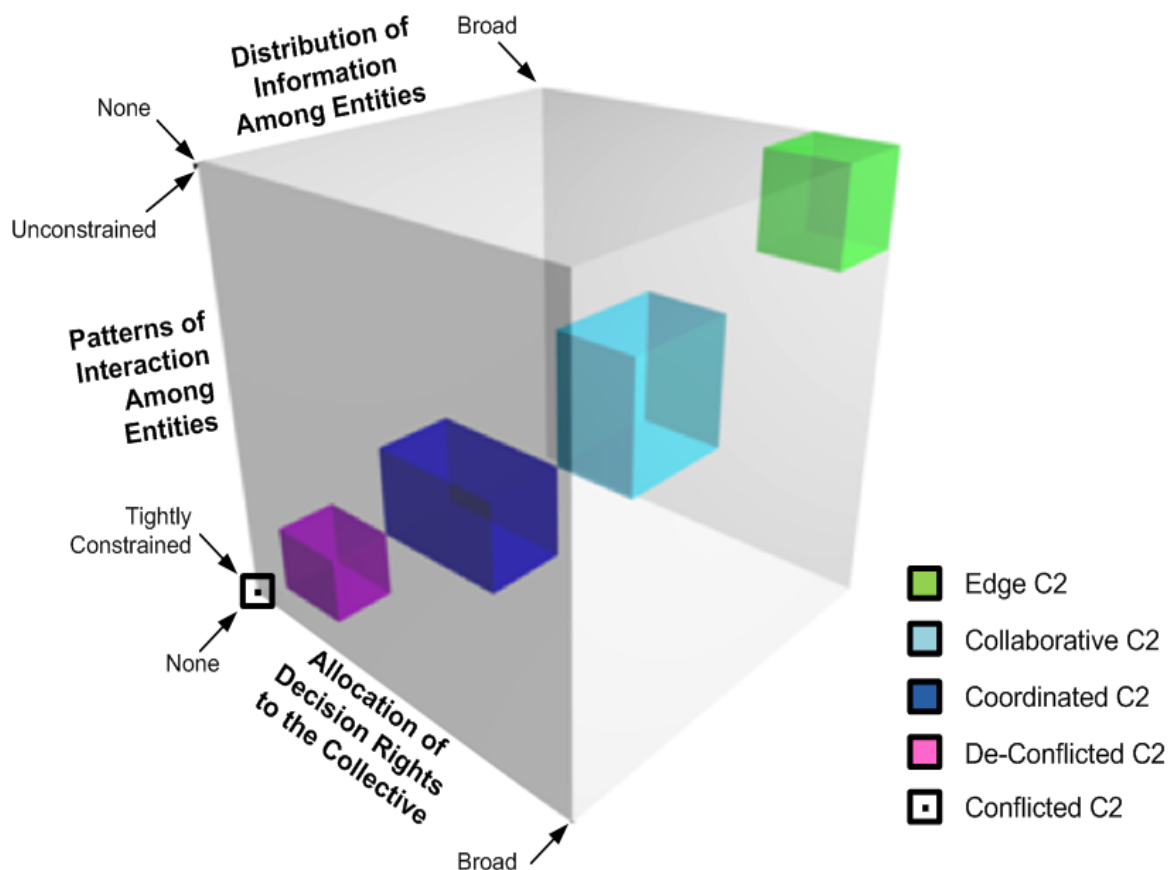 Distribution of
Information
Among Entities
Broad
None
Unconstrained
Patterns of
Interaction
Among
Entities
Tightly
Constrained
None
Allocation of
Decision Rights
to the Collective
Broad
Edge C2
Collaborative C2
Coordinated C2
De-Conflicted C2
Conflicted C2